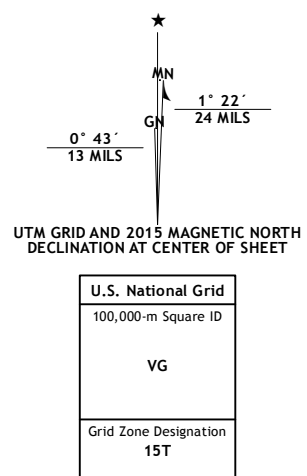 ★
MN
1° 22´
24 MILS
GN
0° 43´
13 MILS
UTM GRID AND 2015 MAGNETIC NORTH
DECLINATION AT CENTER OF SHEET
U.S. National Grid
100,000-m Square ID
VG
Grid Zone Designation
15T